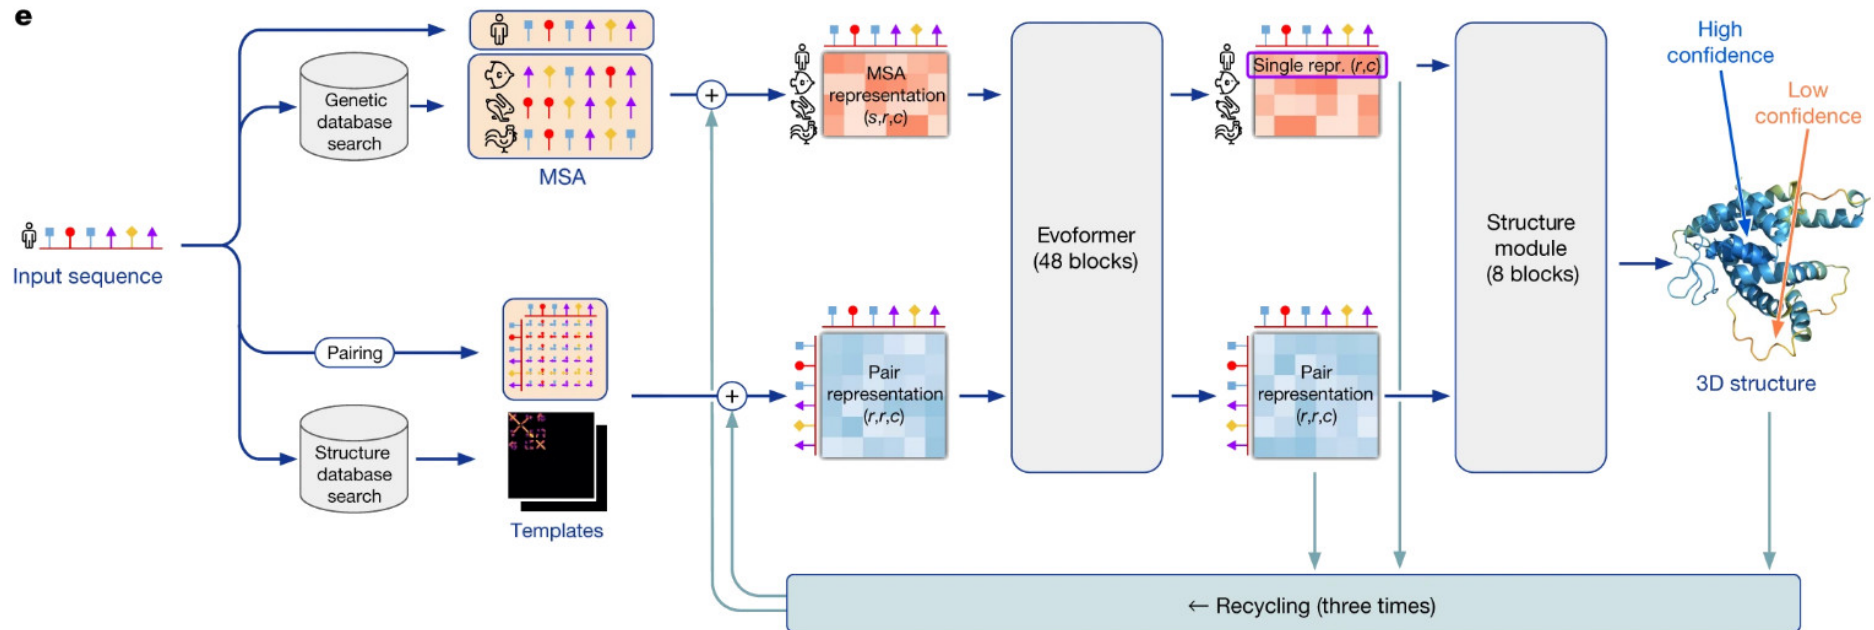 e
Input sequence
Genetic
database
search
MSA
Pairing
Structure
database
search
Templates
+
+
MSA
representation
(s,r,c)
Pair
representation
(r,r,c)
Evoformer
(48 blocks)
Single repr. (r,c)
Pair
representation
(r,r,c)
Structure
module
(8 blocks)
High
confidence
Low
confidence
3D structure
← Recycling (three times)